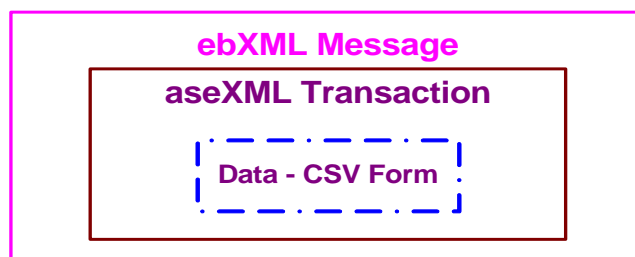 ebXML Message
aseXML Transaction
Data - CSV Form